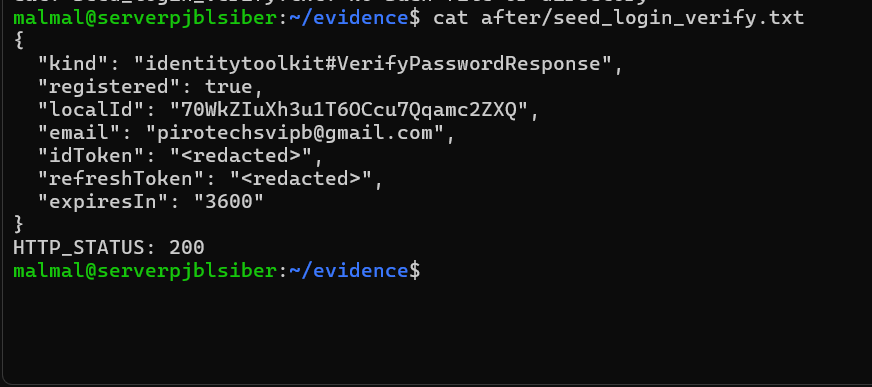 malmal@serverpjblsiber:~/evidence$ cat after/seed_login_verify.txt
{
  "kind": "identitytoolkit#VerifyPasswordResponse",
  "registered": true,
  "localId": "70WkZIuXh3u1T6OCcu7Qqamc2ZXQ",
  "email": "pirotechsvipb@gmail.com",
  "idToken": "<redacted>",
  "refreshToken": "<redacted>",
  "expiresIn": "3600"
}
HTTP_STATUS: 200
malmal@serverpjblsiber:~/evidence$